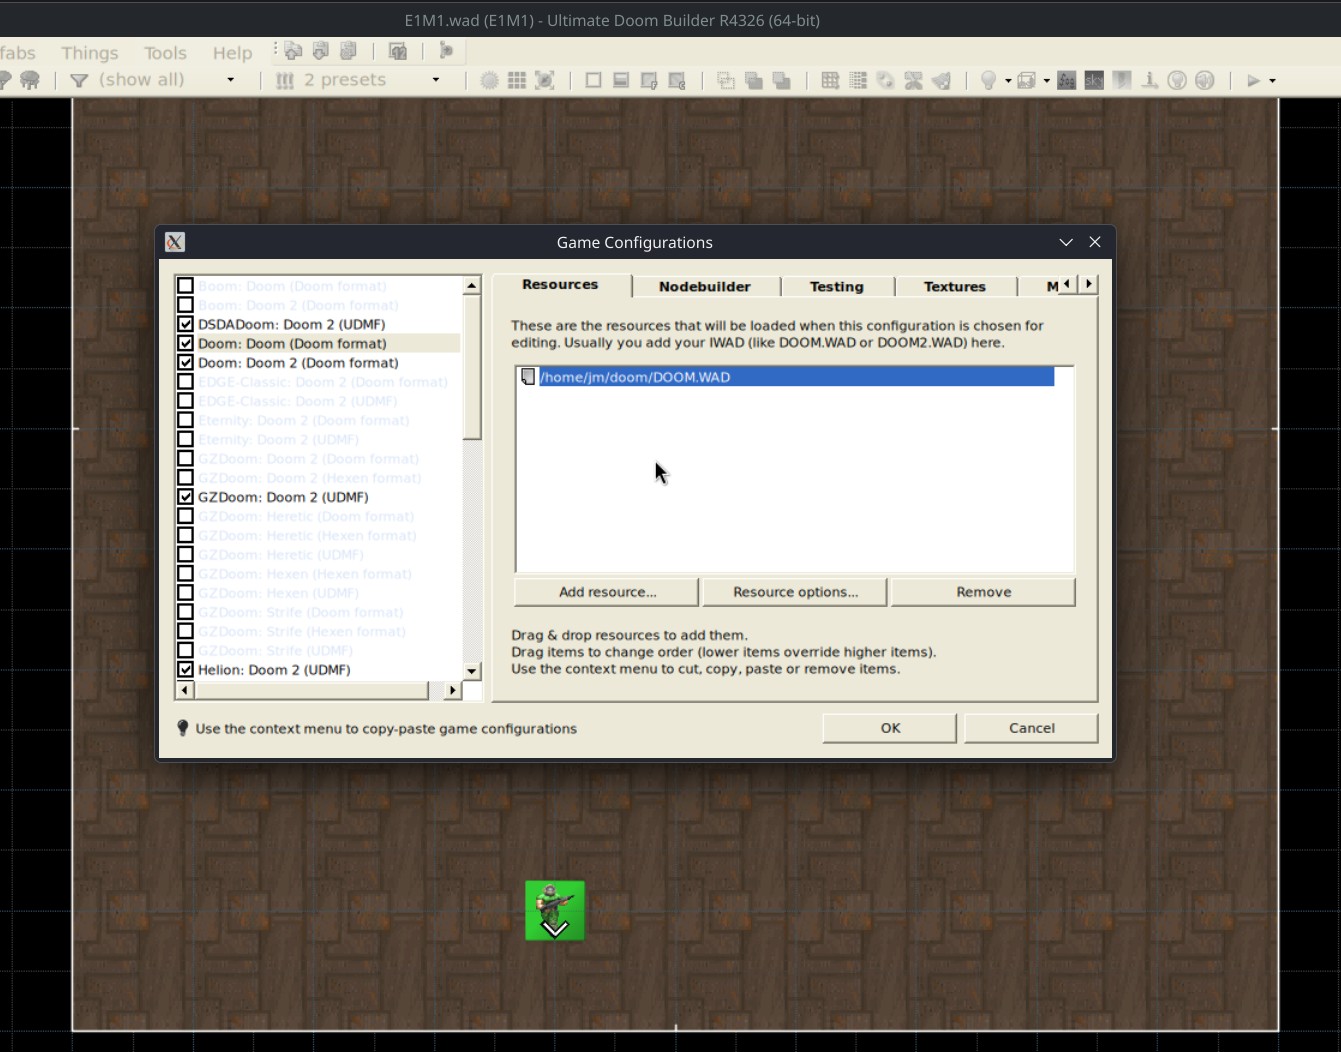 E1M1.wad (E1M1) - Ultimate Doom Builder R4326 (64-bit)
fabs Things Tools Help
(show all) 2 presets
Game Configurations
Boom: Doom (Doom format)
Boom: Doom 2 (Doom format)
DSDADoom: Doom 2 (UDMF)
Doom: Doom (Doom format)
Doom: Doom 2 (Doom format)
EDGE-Classic: Doom 2 (Doom format)
EDGE-Classic: Doom 2 (UDMF)
Eternity: Doom 2 (Doom format)
Eternity: Doom 2 (UDMF)
GZDoom: Doom 2 (Doom format)
GZDoom: Doom 2 (Hexen format)
GZDoom: Doom 2 (UDMF)
GZDoom: Heretic (Doom format)
GZDoom: Heretic (Hexen format)
GZDoom: Heretic (UDMF)
GZDoom: Hexen (Hexen format)
GZDoom: Hexen (UDMF)
GZDoom: Strife (Doom format)
GZDoom: Strife (Hexen format)
GZDoom: Strife (UDMF)
Helion: Doom 2 (UDMF)
Resources Nodebuilder Testing Textures M
These are the resources that will be loaded when this configuration is chosen for
editing. Usually you add your IWAD (like DOOM.WAD or DOOM2.WAD) here.
/home/jm/doom/DOOM.WAD
Add resource... Resource options... Remove
Drag & drop resources to add them.
Drag items to change order (lower items override higher items).
Use the context menu to cut, copy, paste or remove items.
Use the context menu to copy-paste game configurations
OK Cancel